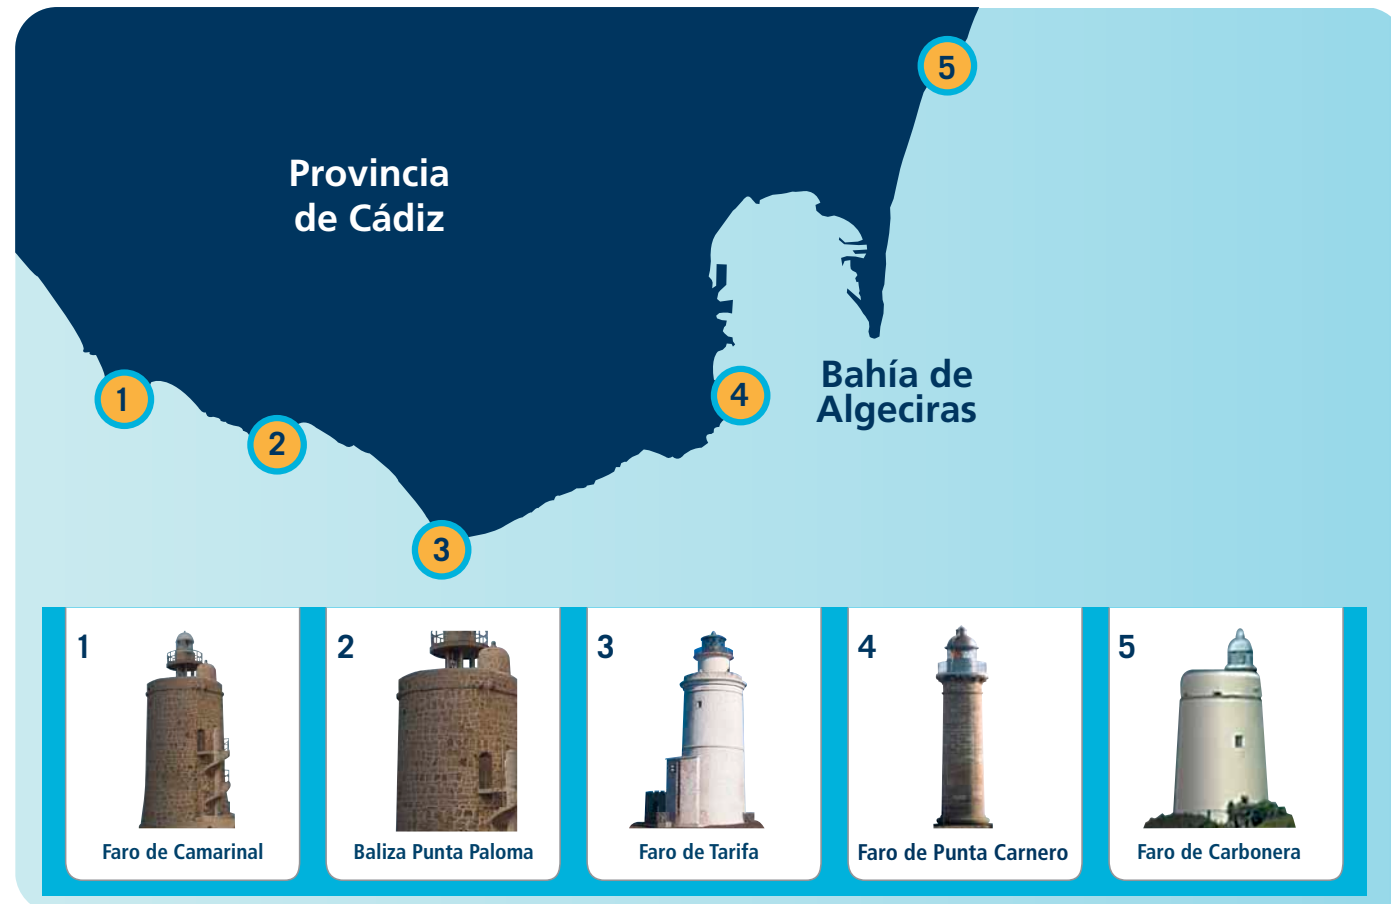 5
Provincia
de Cádiz
Bahía de
Algeciras
1
4
2
3
1
2
3
4
5
Faro de Camarinal
Baliza Punta Paloma
Faro de Tarifa
Faro de Punta Carnero
Faro de Carbonera